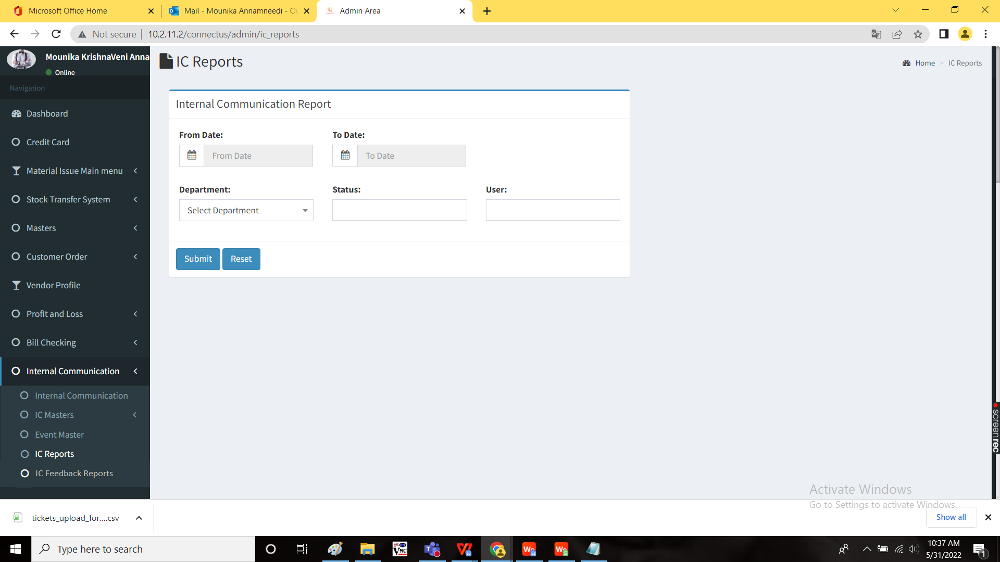 Microsoft Office Home
Mail - Mounika Annamneedi - Ou
Admin Area
Not secure
10.2.11.2/connectus/admin/ic_reports
Mounika KrishnaVeni Anna
Online
Navigation
Dashboard
Credit Card
Material Issue Main menu
Stock Transfer System
Masters
Customer Order
Vendor Profile
Profit and Loss
Bill Checking
Internal Communication
Internal Communication
IC Masters
Event Master
IC Reports
IC Feedback Reports
IC Reports
Home > IC Reports
Internal Communication Report
From Date:
To Date:
From Date
To Date
Department:
Status:
User:
Select Department
Submit
Reset
screenrec
Activate Windows
Go to Settings to activate Windows.
tickets_upload_for....csv
Show all
Type here to search
10:37 AM
5/31/2022
1